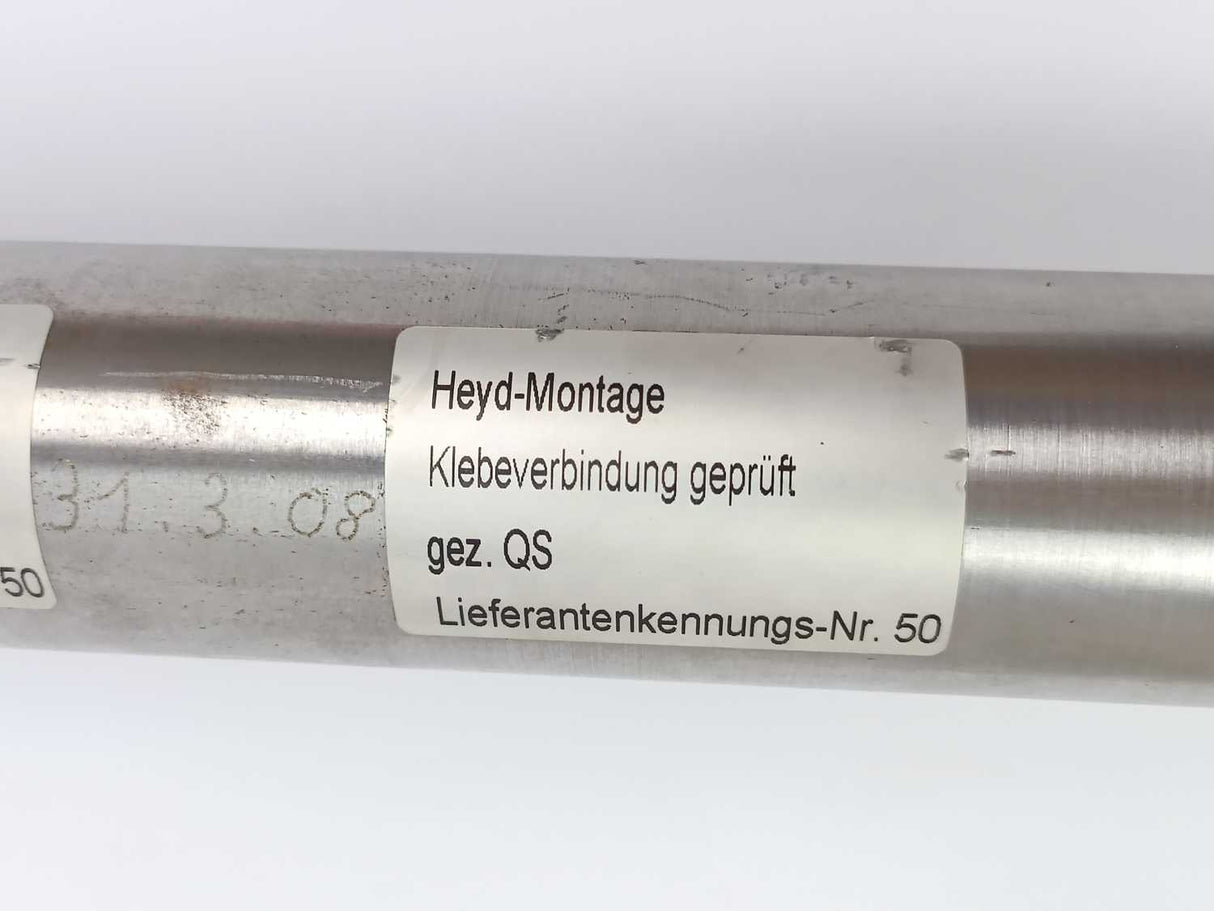 Heyd-Montage
Klebeverbindung geprüft
gez. QS
Lieferantenkennungs-Nr. 50
31.3.08
50